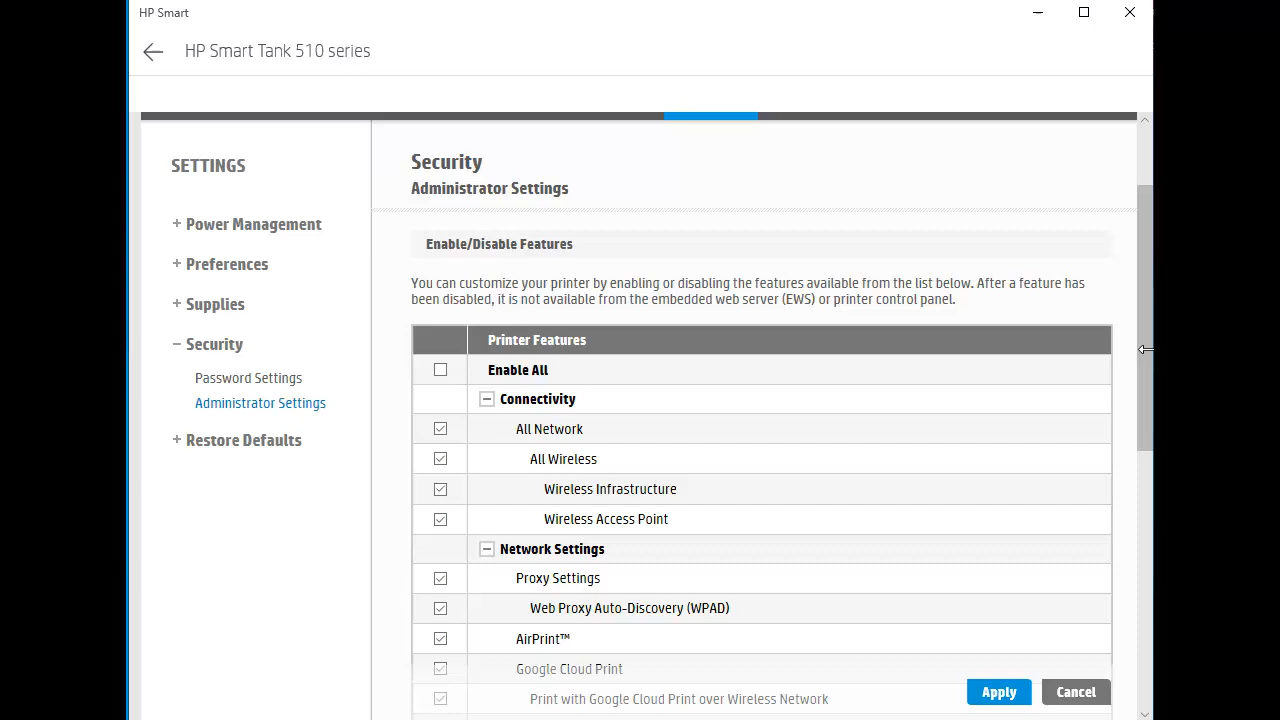 HP Smart
HP Smart Tank 510 series
SETTINGS
+ Power Management
+ Preferences
+ Supplies
− Security
Password Settings
Administrator Settings
+ Restore Defaults
Security
Administrator Settings
Enable/Disable Features
You can customize your printer by enabling or disabling the features available from the list below. After a feature has
been disabled, it is not available from the embedded web server (EWS) or printer control panel.
Printer Features
Enable All
Connectivity
All Network
All Wireless
Wireless Infrastructure
Wireless Access Point
Network Settings
Proxy Settings
Web Proxy Auto-Discovery (WPAD)
AirPrint™
Google Cloud Print
Print with Google Cloud Print over Wireless Network
Apply
Cancel